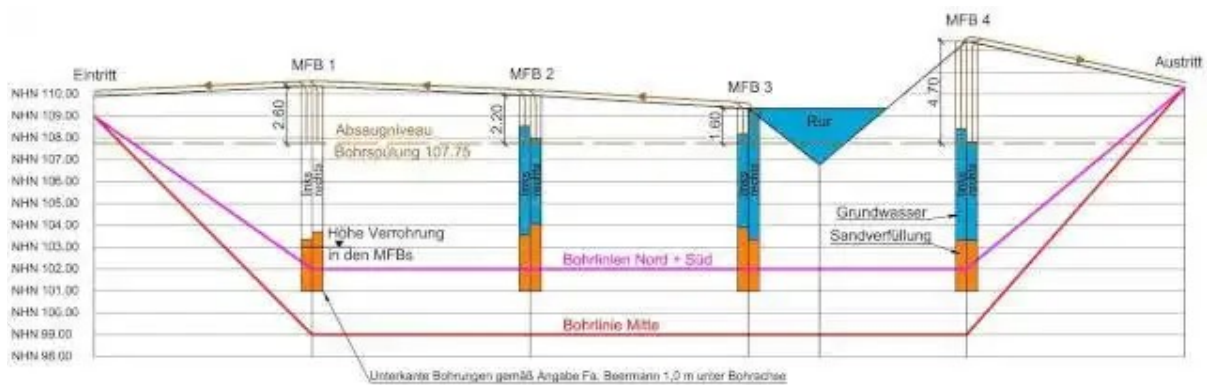 MFB 4
Eintritt
MFB 1
MFB 2
MFB 3
Austritt
NHN 110.00
NHN 109.00
NHN 108.00
NHN 107.00
NHN 106.00
NHN 105.00
NHN 104.00
NHN 103.00
NHN 102.00
NHN 101.00
NHN 100.00
NHN 99.00
NHN 98.00
2.60
2.20
1.60
4.70
Absaugniveau
Bohrspülung 107.75
Rur
links
rechts
links
rechts
links
rechts
links
rechts
Höhe Verrohrung
in den MFBs
Grundwasser
Sandverfüllung
Bohrlinien Nord + Süd
Bohrlinie Mitte
Unterkante Bohrungen gemäß Angabe Fa. Beermann 1,0 m unter Bohrachse